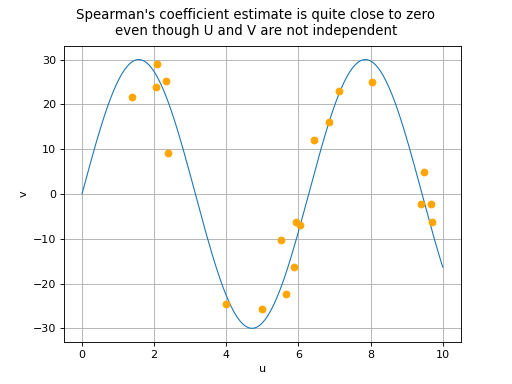 Spearman's coefficient estimate is quite close to zero
even though U and V are not independent
30
20
10
0
−10
−20
−30
v
0 2 4 6 8 10
u